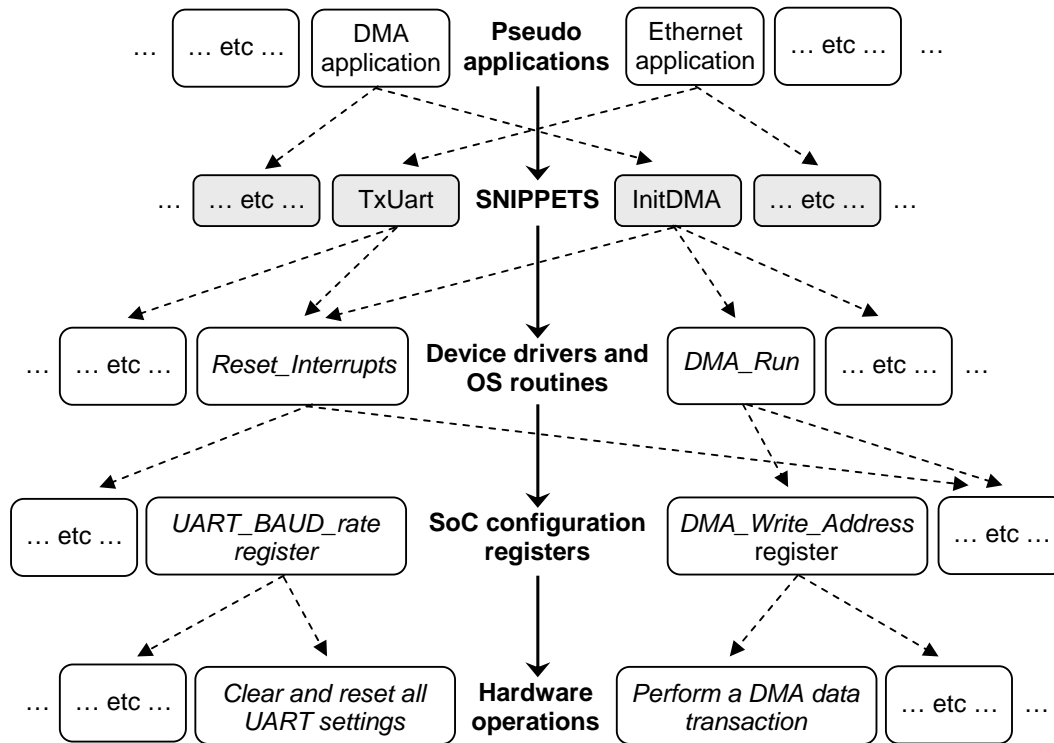 … … etc … DMA application Pseudo applications Ethernet application … etc … …
… … etc … TxUart SNIPPETS InitDMA … etc … …
… … etc … Reset_Interrupts Device drivers and OS routines DMA_Run … etc … …
… etc … UART_BAUD_rate register SoC configuration registers DMA_Write_Address register … etc …
… … etc … Clear and reset all UART settings Hardware operations Perform a DMA data transaction … etc … …